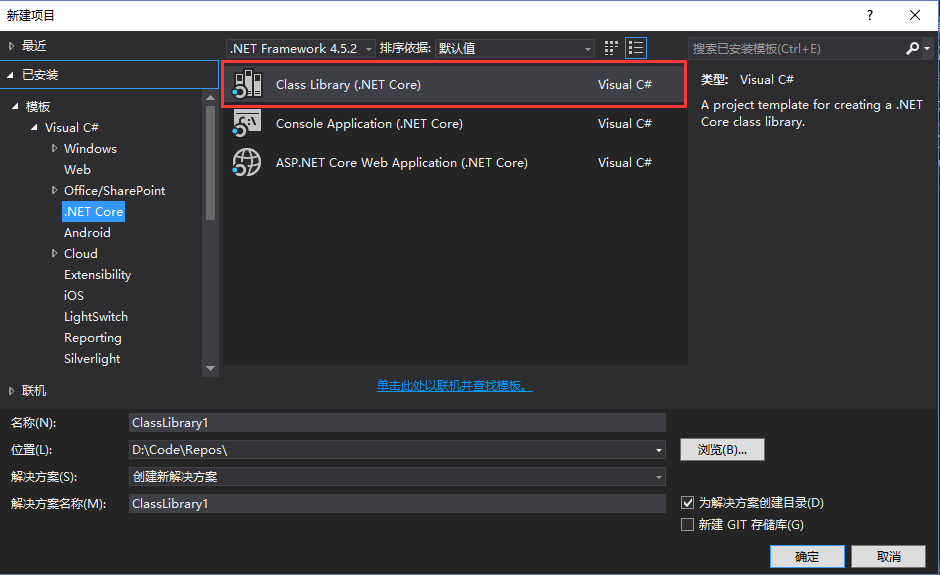 新建项目
?
最近
.NET Framework 4.5.2
排序依据:
默认值
搜索已安装模板(Ctrl+E)
已安装
模板
Visual C#
Windows
Web
Office/SharePoint
.NET Core
Android
Cloud
Extensibility
iOS
LightSwitch
Reporting
Silverlight
联机
Class Library (.NET Core) Visual C#
Console Application (.NET Core) Visual C#
ASP.NET Core Web Application (.NET Core) Visual C#
单击此处以联机并查找模板。
类型: Visual C#
A project template for creating a .NET
Core class library.
名称(N): ClassLibrary1
位置(L): D:\Code\Repos\
浏览(B)...
解决方案(S): 创建新解决方案
解决方案名称(M): ClassLibrary1
为解决方案创建目录(D)
新建 GIT 存储库(G)
确定
取消